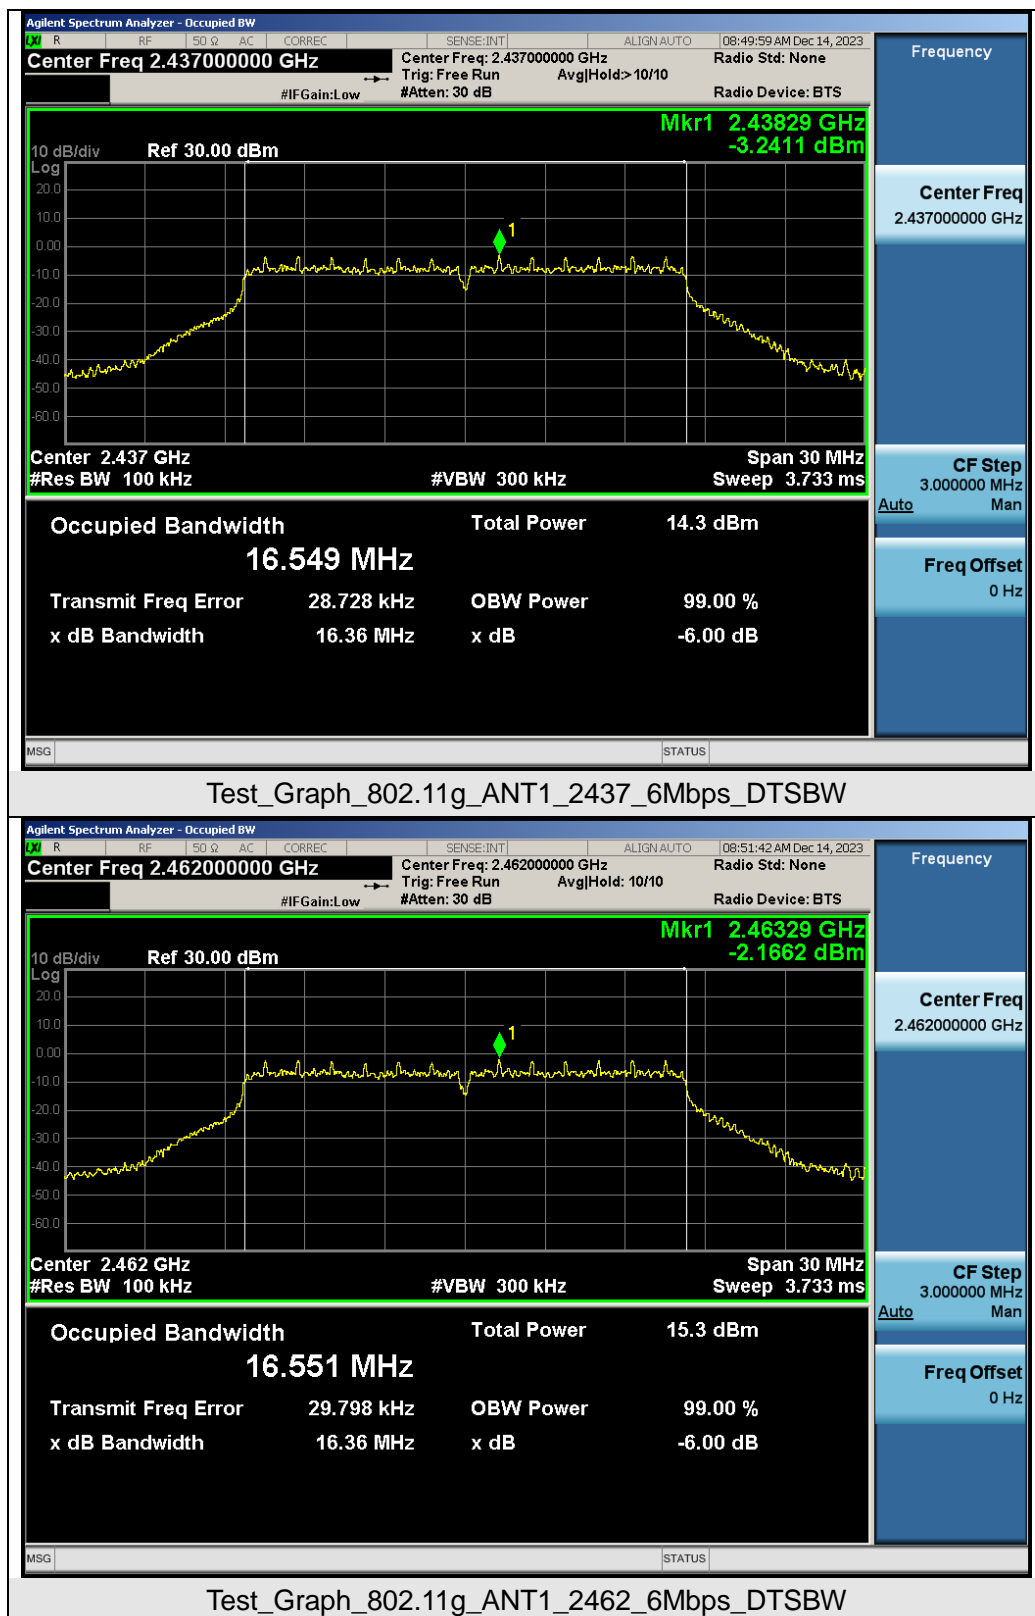 Agilent Spectrum Analyzer - Occupied BW
LXI R RF 50 Ω AC CORREC SENSE:INT ALIGN AUTO 08:49:59 AM Dec 14, 2023
Center Freq 2.437000000 GHz
Center Freq: 2.437000000 GHz
Radio Std: None
Trig: Free Run Avg|Hold:> 10/10
#IFGain:Low
#Atten: 30 dB
Radio Device: BTS
Frequency
Mkr1 2.43829 GHz
-3.2411 dBm
10 dB/div Ref 30.00 dBm
Log
20.0
10.0
0.00
-10.0
-20.0
-30.0
-40.0
-50.0
-60.0
1
Center 2.437 GHz
Span 30 MHz
#Res BW 100 kHz
#VBW 300 kHz
Sweep 3.733 ms
Center Freq
2.437000000 GHz
CF Step
3.000000 MHz
Auto Man
Freq Offset
0 Hz
Occupied Bandwidth
Total Power 14.3 dBm
16.549 MHz
Transmit Freq Error 28.728 kHz OBW Power 99.00 %
x dB Bandwidth 16.36 MHz x dB -6.00 dB
MSG STATUS
Test_Graph_802.11g_ANT1_2437_6Mbps_DTSBW
Agilent Spectrum Analyzer - Occupied BW
LXI R RF 50 Ω AC CORREC SENSE:INT ALIGN AUTO 08:51:42 AM Dec 14, 2023
Center Freq 2.462000000 GHz
Center Freq: 2.462000000 GHz
Radio Std: None
Trig: Free Run Avg|Hold: 10/10
#IFGain:Low
#Atten: 30 dB
Radio Device: BTS
Frequency
Mkr1 2.46329 GHz
-2.1662 dBm
10 dB/div Ref 30.00 dBm
Log
20.0
10.0
0.00
-10.0
-20.0
-30.0
-40.0
-50.0
-60.0
1
Center 2.462 GHz
Span 30 MHz
#Res BW 100 kHz
#VBW 300 kHz
Sweep 3.733 ms
Center Freq
2.462000000 GHz
CF Step
3.000000 MHz
Auto Man
Freq Offset
0 Hz
Occupied Bandwidth
Total Power 15.3 dBm
16.551 MHz
Transmit Freq Error 29.798 kHz OBW Power 99.00 %
x dB Bandwidth 16.36 MHz x dB -6.00 dB
MSG STATUS
Test_Graph_802.11g_ANT1_2462_6Mbps_DTSBW